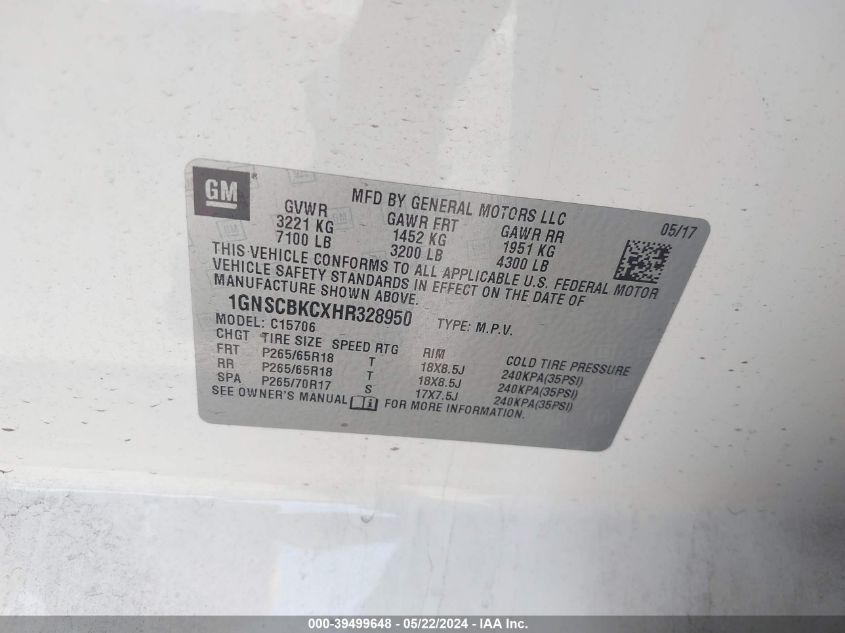 GM
MFD BY GENERAL MOTORS LLC
05/17
GVWR GAWR FRT GAWR RR
3221 KG 1452 KG 1951 KG
7100 LB 3200 LB 4300 LB
THIS VEHICLE CONFORMS TO ALL APPLICABLE U.S. FEDERAL MOTOR
VEHICLE SAFETY STANDARDS IN EFFECT ON THE DATE OF
MANUFACTURE SHOWN ABOVE.
1GNSCBKCXHR328950 TYPE: M.P.V.
MODEL: C15706
CHGT TIRE SIZE SPEED RTG RIM COLD TIRE PRESSURE
FRT P265/65R18 T 18X8.5J 240KPA(35PSI)
RR P265/65R18 T 18X8.5J 240KPA(35PSI)
SPA P265/70R17 S 17X7.5J 240KPA(35PSI)
SEE OWNER'S MANUAL FOR MORE INFORMATION.
000-39499648 - 05/22/2024 - IAA Inc.